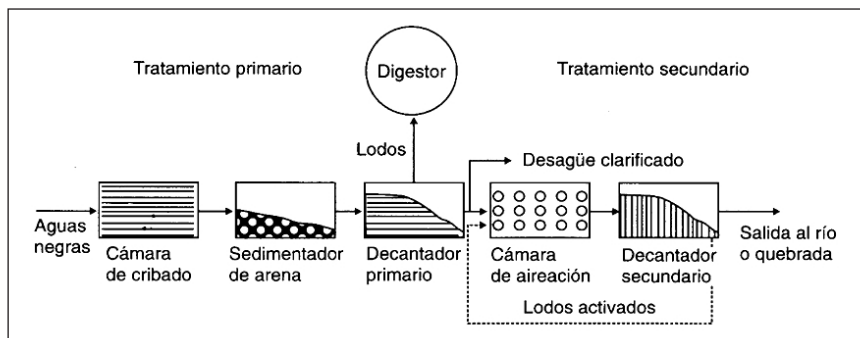 Tratamiento primario
Digestor
Tratamiento secundario
Lodos
Desagüe clarificado
Aguas
negras
Cámara
de cribado
Sedimentador
de arena
Decantador
primario
Cámara
de aireación
Decantador
secundario
Salida al río
o quebrada
Lodos activados